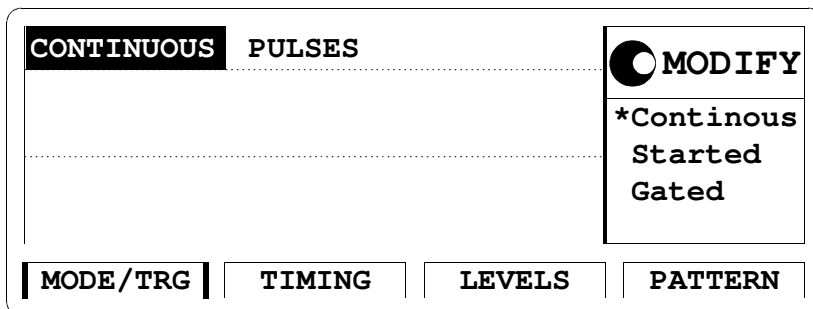 CONTINUOUS PULSES
MODIFY
*Continous
Started
Gated
MODE/TRG TIMING LEVELS PATTERN